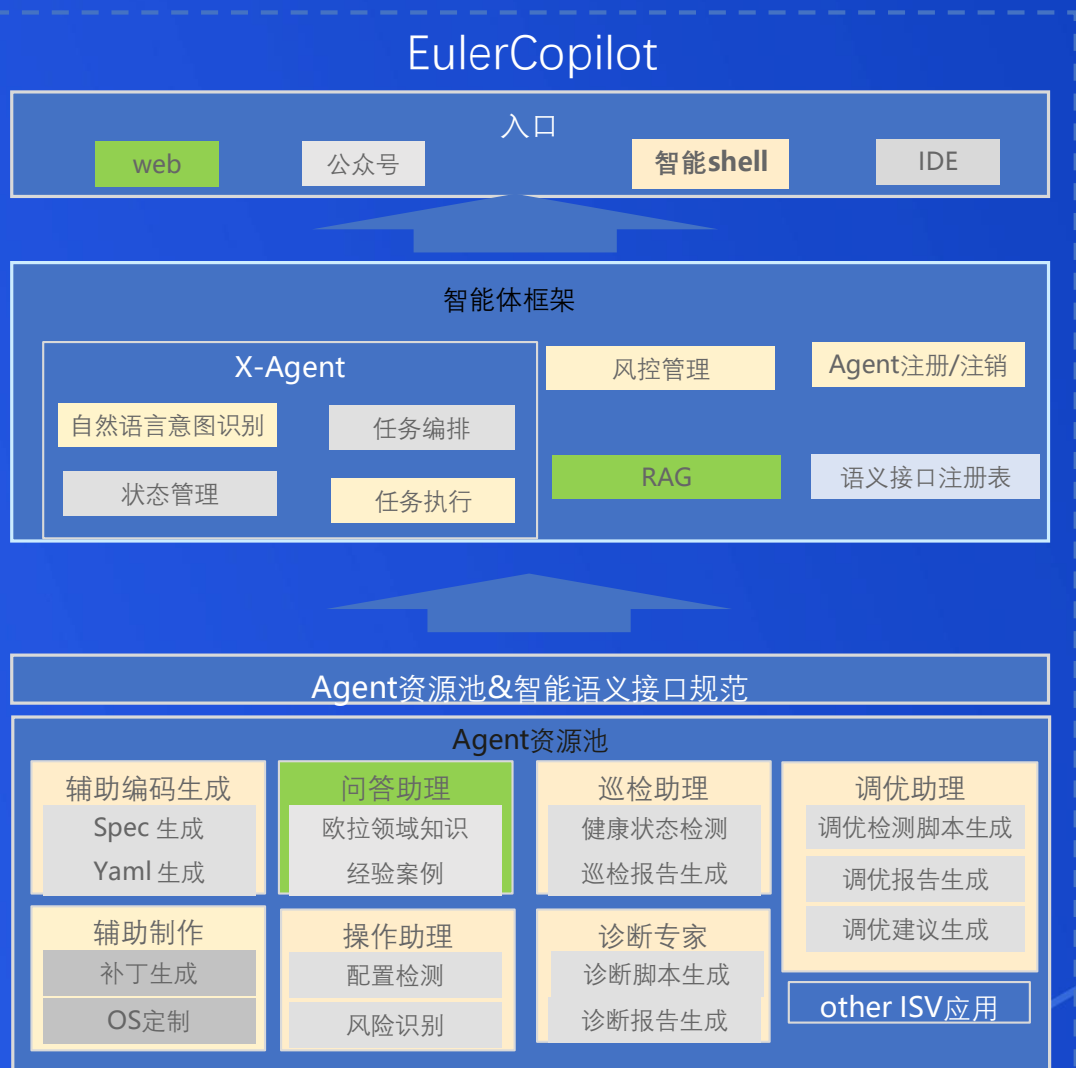 EulerCopilot
入口
web
公众号
智能shell
IDE
智能体框架
X-Agent
自然语言意图识别
任务编排
状态管理
任务执行
风控管理
Agent注册/注销
RAG
语义接口注册表
Agent资源池&智能语义接口规范
Agent资源池
辅助编码生成
Spec 生成
Yaml 生成
问答助理
欧拉领域知识
经验案例
巡检助理
健康状态检测
巡检报告生成
调优助理
调优检测脚本生成
调优报告生成
调优建议生成
辅助制作
补丁生成
OS定制
操作助理
配置检测
风险识别
诊断专家
诊断脚本生成
诊断报告生成
other ISV应用